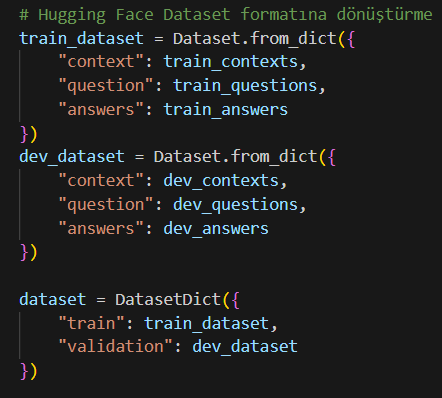 # Hugging Face Dataset formatına dönüştürme
train_dataset = Dataset.from_dict({
    "context": train_contexts,
    "question": train_questions,
    "answers": train_answers
})
dev_dataset = Dataset.from_dict({
    "context": dev_contexts,
    "question": dev_questions,
    "answers": dev_answers
})

dataset = DatasetDict({
    "train": train_dataset,
    "validation": dev_dataset
})